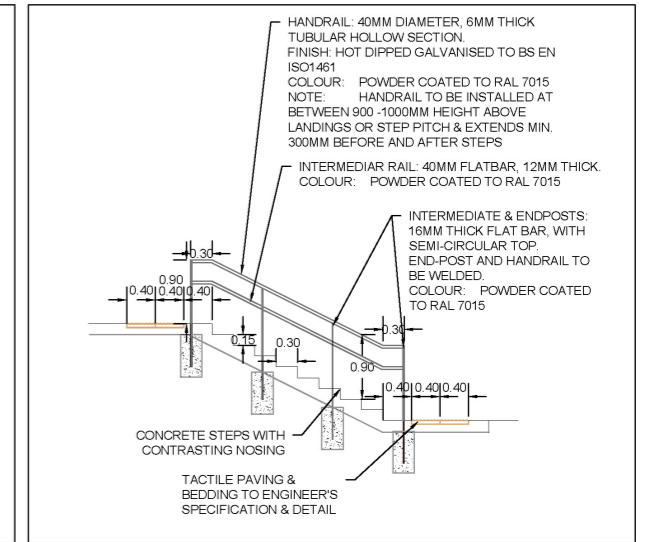 HANDRAIL: 40MM DIAMETER, 6MM THICK
TUBULAR HOLLOW SECTION.
FINISH: HOT DIPPED GALVANISED TO BS EN
ISO1461
COLOUR: POWDER COATED TO RAL 7015
NOTE: HANDRAIL TO BE INSTALLED AT
BETWEEN 900 -1000MM HEIGHT ABOVE
LANDINGS OR STEP PITCH & EXTENDS MIN.
300MM BEFORE AND AFTER STEPS
INTERMEDIAR RAIL: 40MM FLATBAR, 12MM THICK.
COLOUR: POWDER COATED TO RAL 7015
INTERMEDIATE & ENDPOSTS:
16MM THICK FLAT BAR, WITH
SEMI-CIRCULAR TOP.
END-POST AND HANDRAIL TO
BE WELDED.
COLOUR: POWDER COATED
TO RAL 7015
0.30
0.90
0.40 0.40 0.40
0.15
0.30
0.30
0.90
0.40 0.40 0.40
CONCRETE STEPS WITH
CONTRASTING NOSING
TACTILE PAVING &
BEDDING TO ENGINEER'S
SPECIFICATION & DETAIL